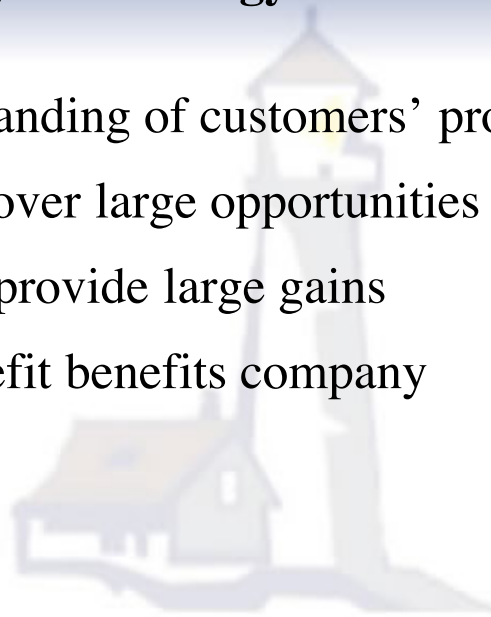 anding of customers’ pro
over large opportunities
provide large gains
efit benefits company